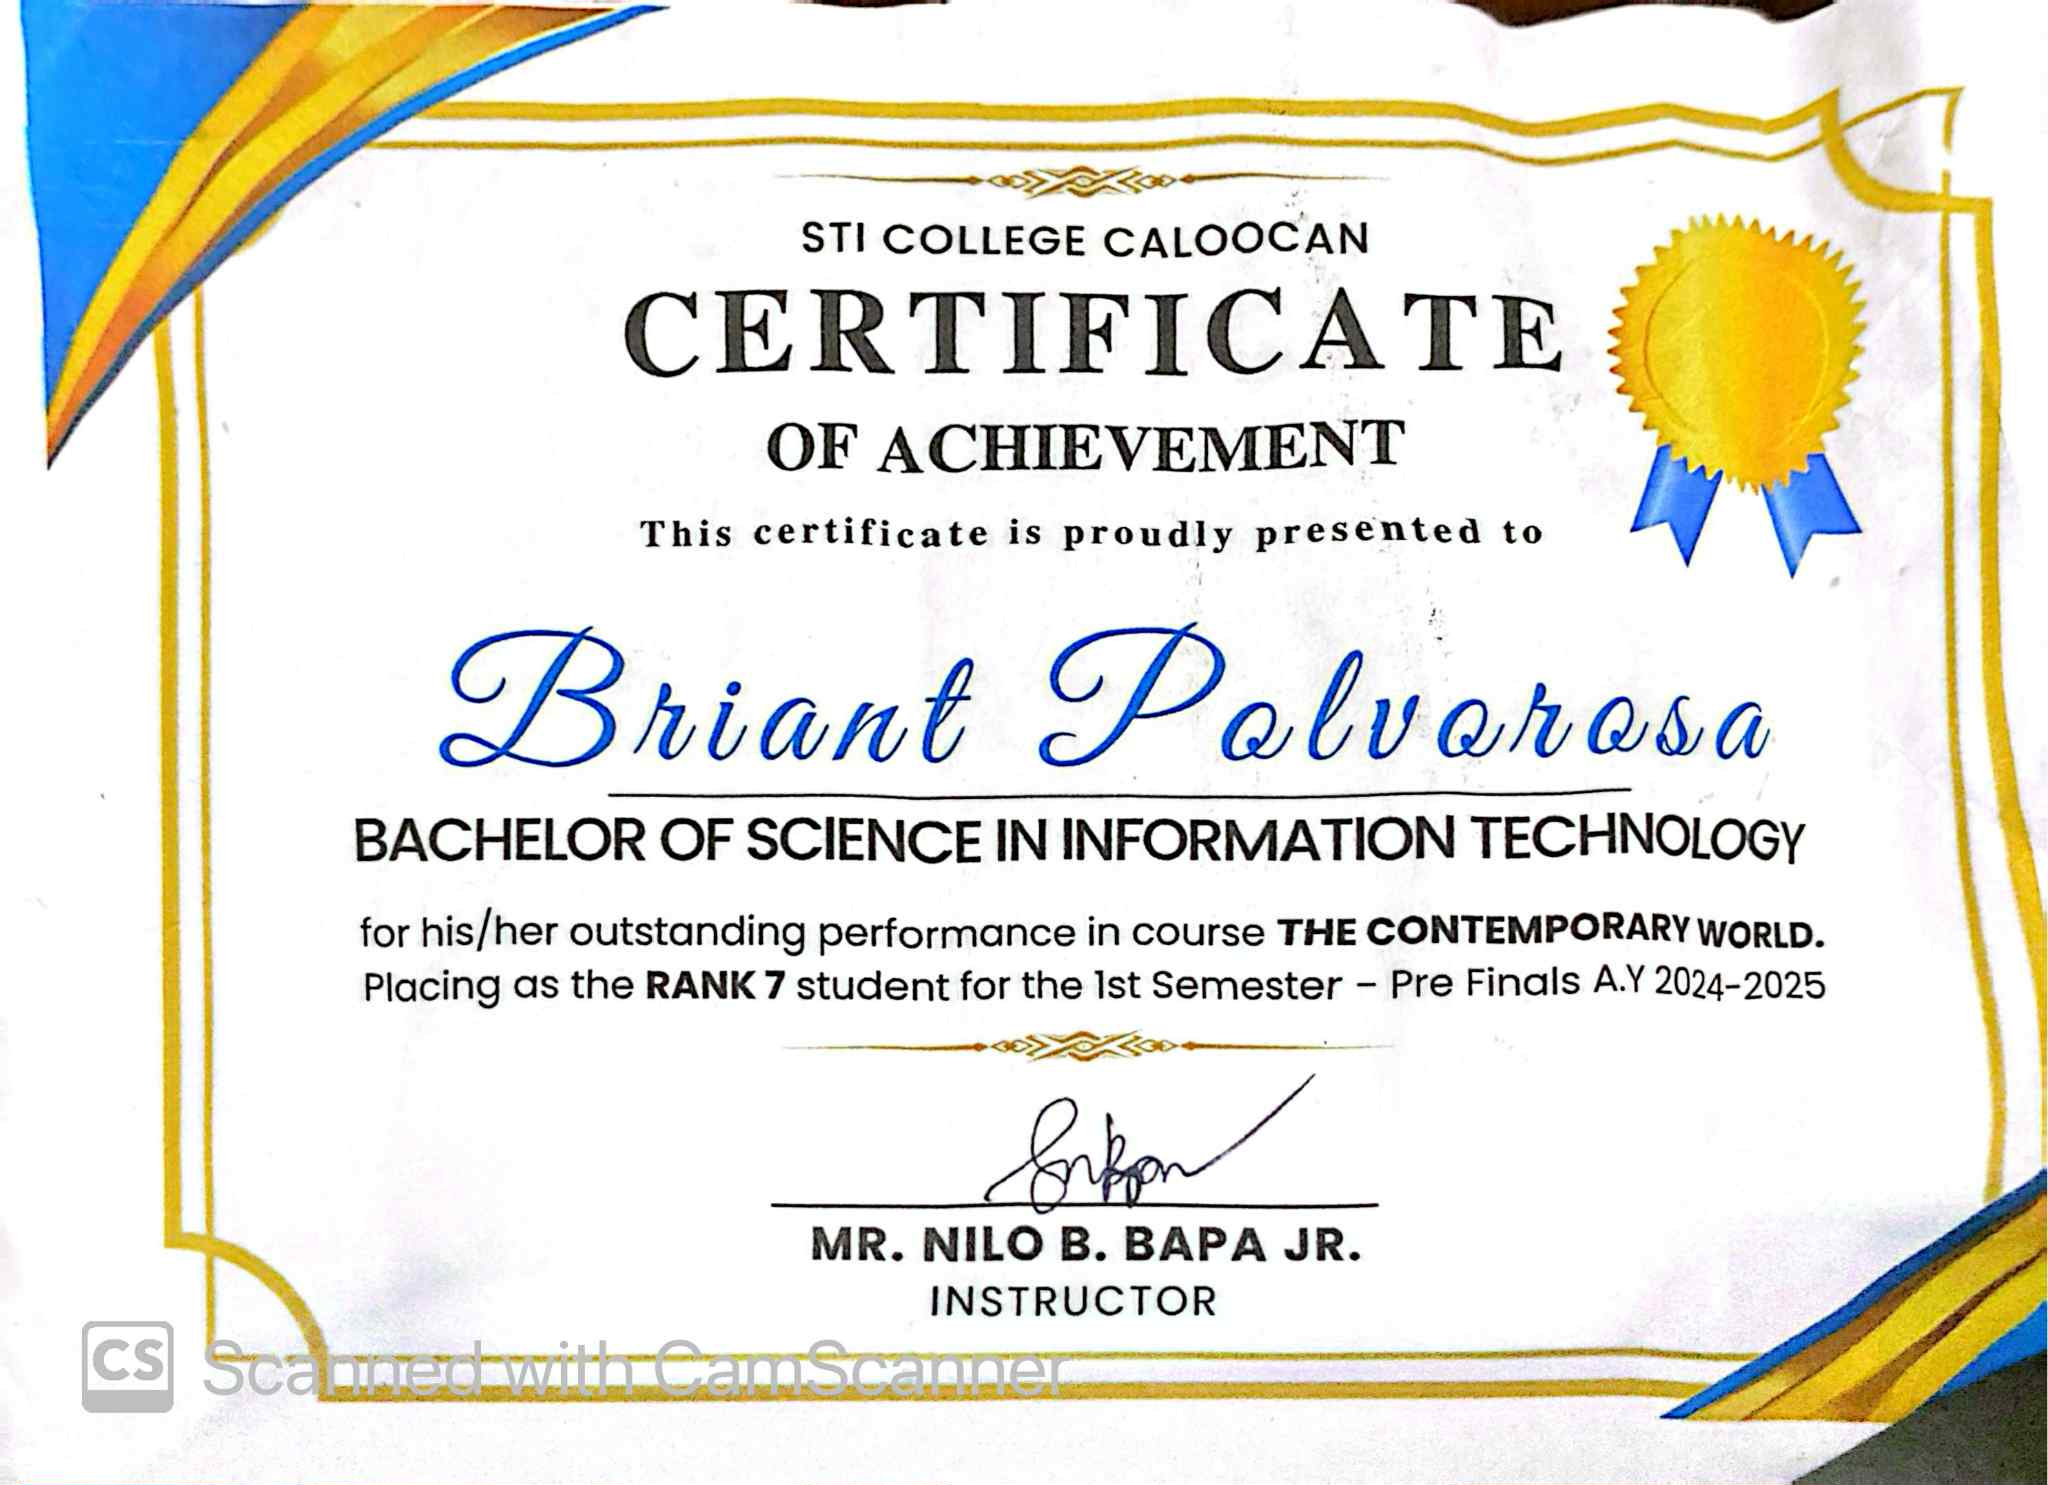 STI COLLEGE CALOOCAN
CERTIFICATE
OF ACHIEVEMENT
This certificate is proudly presented to
Briant Polvorosa
BACHELOR OF SCIENCE IN INFORMATION TECHNOLOGY
for his/her outstanding performance in course THE CONTEMPORARY WORLD.
Placing as the RANK 7 student for the 1st Semester – Pre Finals A.Y 2024-2025
MR. NILO B. BAPA JR.
INSTRUCTOR
CS Scanned with CamScanner